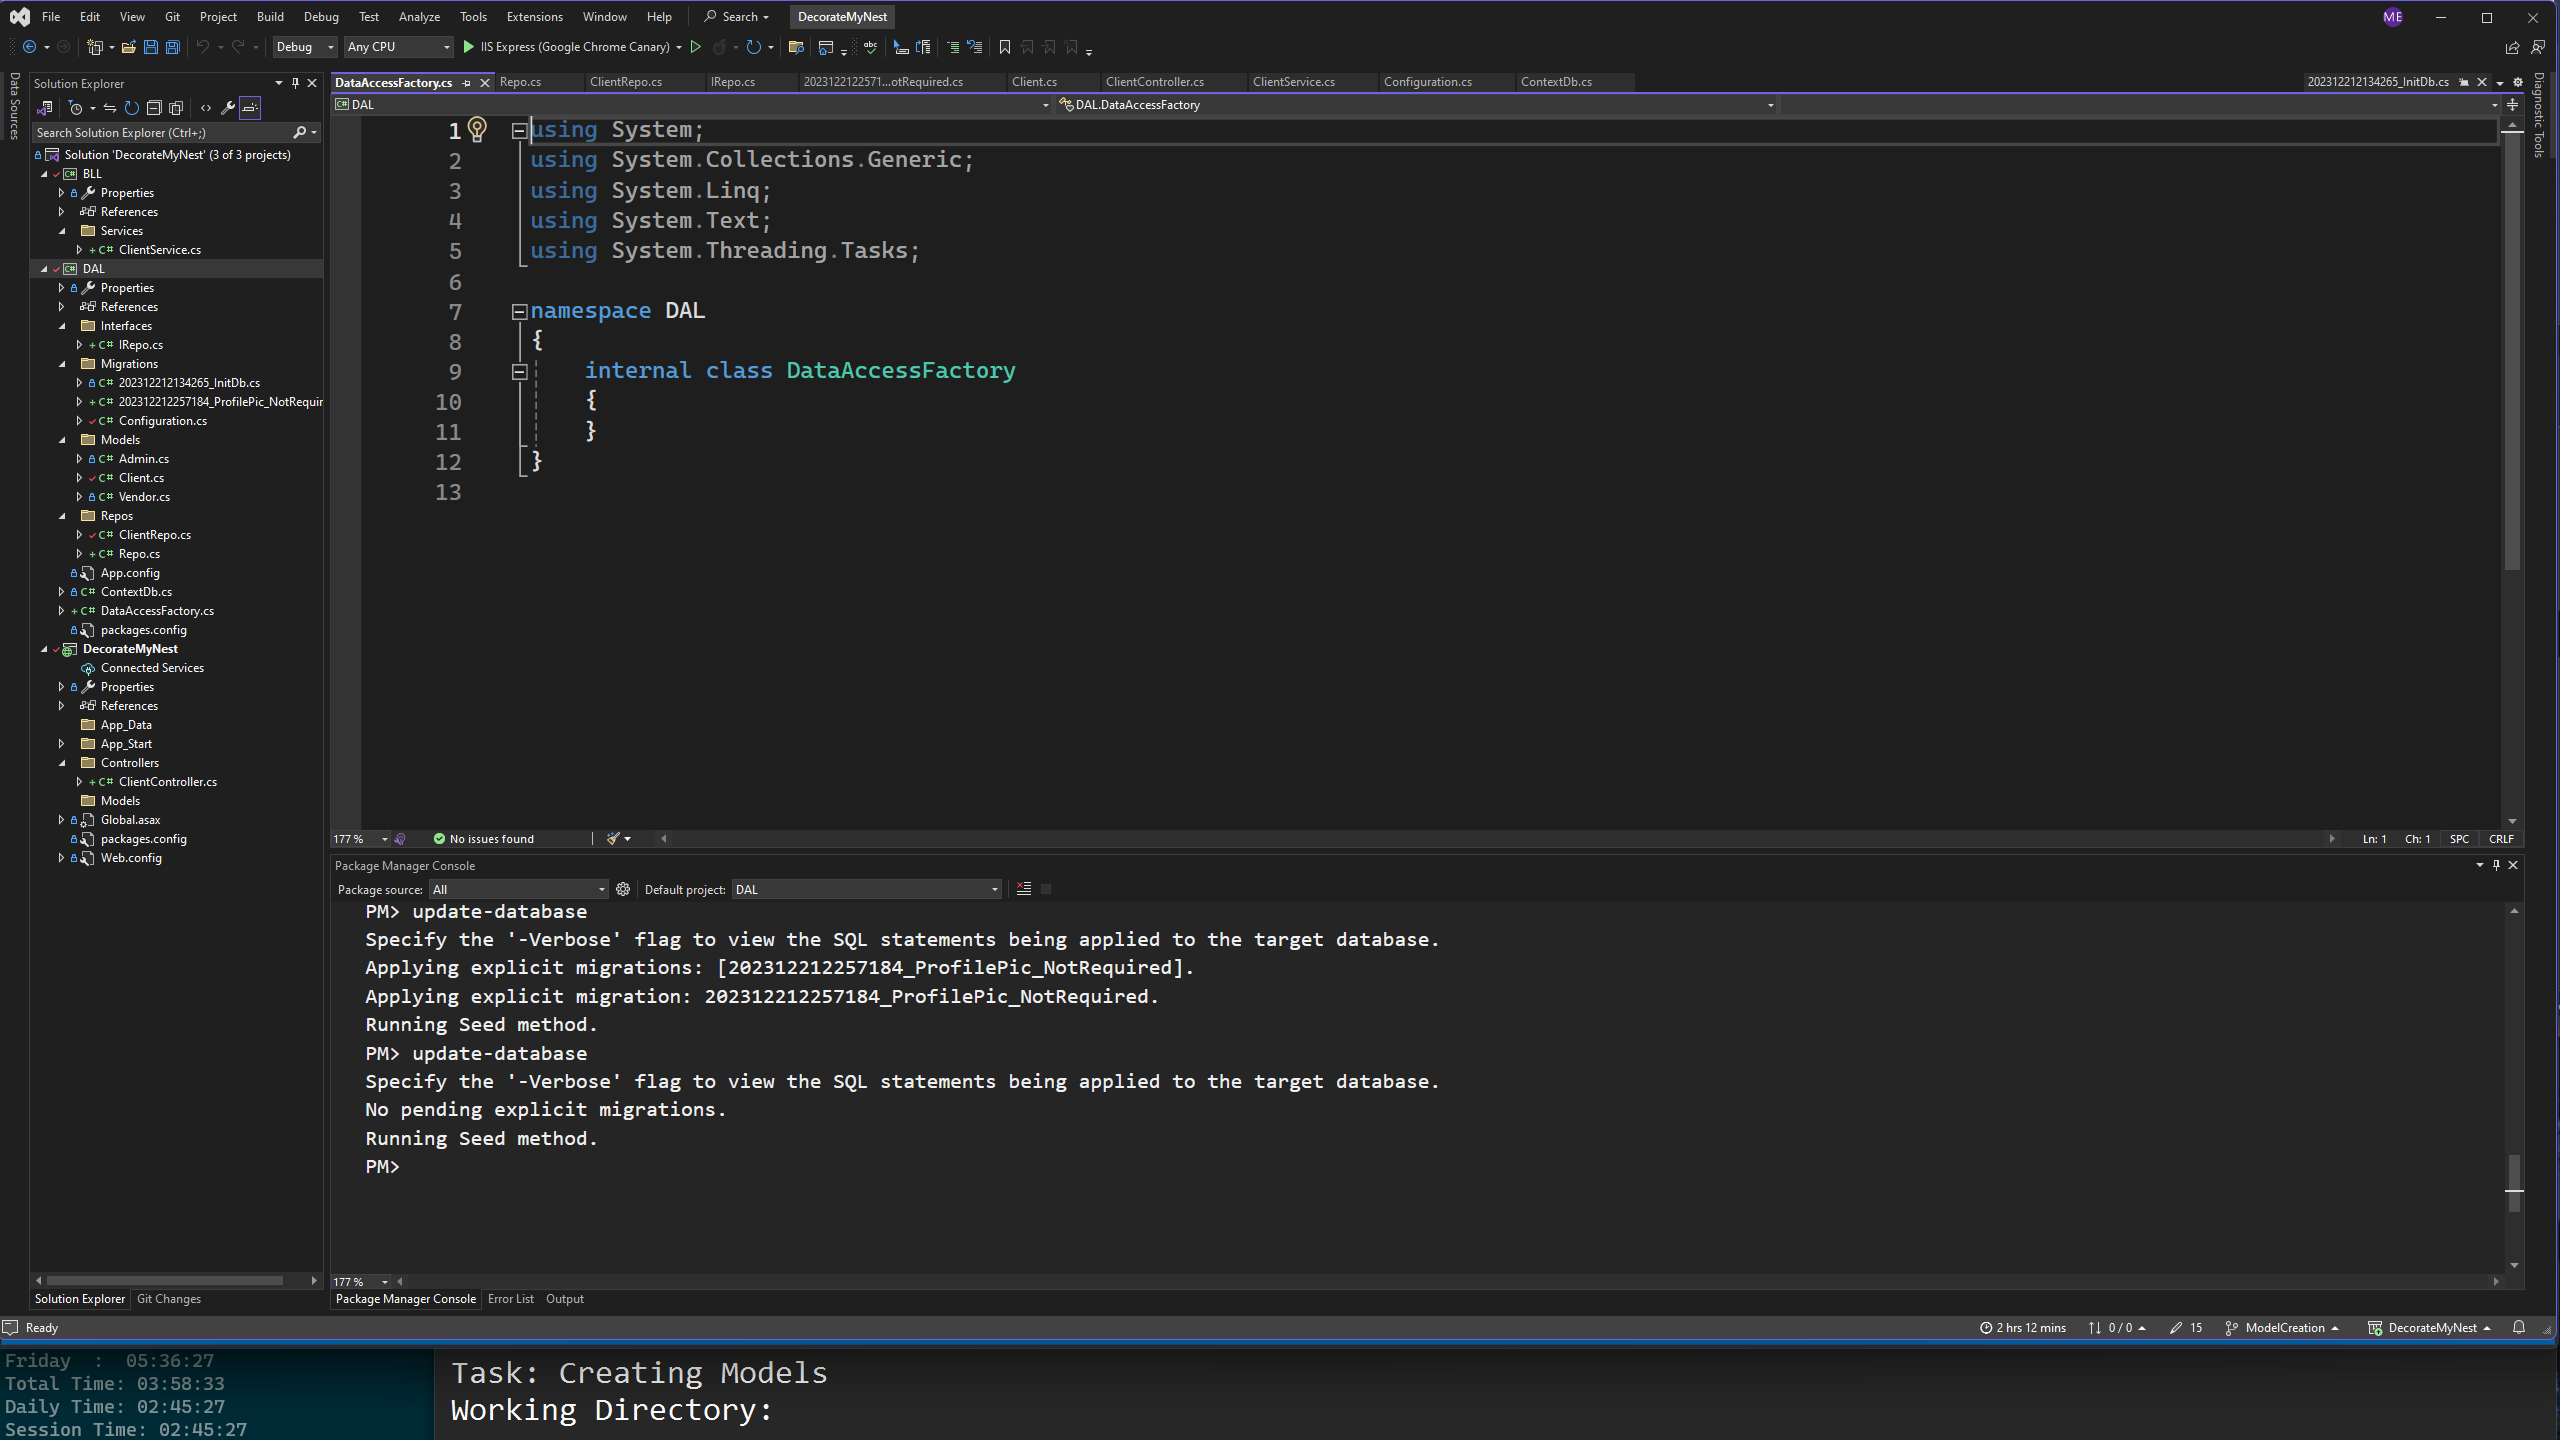 File Edit View Git Project Build Debug Test Analyze Tools Extensions Window Help Search DecorateMyNest ME
Debug Any CPU IIS Express (Google Chrome Canary)
Data Sources
Solution Explorer
Search Solution Explorer (Ctrl+;)
Solution 'DecorateMyNest' (3 of 3 projects)
BLL
Properties
References
Services
C# ClientService.cs
DAL
Properties
References
Interfaces
C# IRepo.cs
Migrations
C# 202312212134265_InitDb.cs
C# 202312212257184_ProfilePic_NotRequir
C# Configuration.cs
Models
C# Admin.cs
C# Client.cs
C# Vendor.cs
Repos
C# ClientRepo.cs
C# Repo.cs
App.config
C# ContextDb.cs
C# DataAccessFactory.cs
packages.config
DecorateMyNest
Connected Services
Properties
References
App_Data
App_Start
Controllers
C# ClientController.cs
Models
Global.asax
packages.config
Web.config
Solution Explorer Git Changes
DataAccessFactory.cs Repo.cs ClientRepo.cs IRepo.cs 2023122122571...otRequired.cs Client.cs ClientController.cs ClientService.cs Configuration.cs ContextDb.cs 202312212134265_InitDb.cs
DAL DAL.DataAccessFactory
1 using System;
2 using System.Collections.Generic;
3 using System.Linq;
4 using System.Text;
5 using System.Threading.Tasks;
6
7 namespace DAL
8 {
9 internal class DataAccessFactory
10 {
11 }
12 }
13
177 % No issues found Ln: 1 Ch: 1 SPC CRLF
Diagnostic Tools
Package Manager Console
Package source: All Default project: DAL
PM> update-database
Specify the '-Verbose' flag to view the SQL statements being applied to the target database.
Applying explicit migrations: [202312212257184_ProfilePic_NotRequired].
Applying explicit migration: 202312212257184_ProfilePic_NotRequired.
Running Seed method.
PM> update-database
Specify the '-Verbose' flag to view the SQL statements being applied to the target database.
No pending explicit migrations.
Running Seed method.
PM>
177 %
Package Manager Console Error List Output
Ready 2 hrs 12 mins 0 / 0 15 ModelCreation DecorateMyNest
Friday : 05:36:27
Total Time: 03:58:33
Daily Time: 02:45:27
Session Time: 02:45:27
Task: Creating Models
Working Directory: